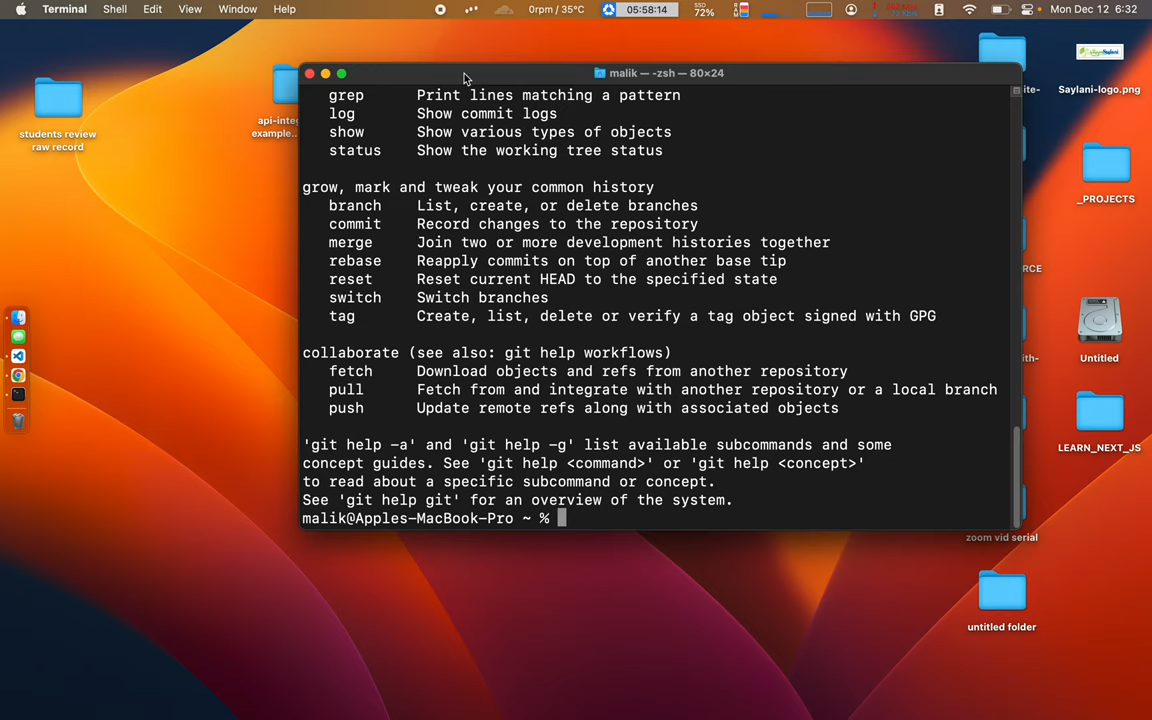 Terminal Shell Edit View Window Help 0rpm / 35°C 05:58:14 SSD 72% Mon Dec 12 6:32
students review
raw record
api-inte
example..
malik — -zsh — 80×24
grep Print lines matching a pattern
log Show commit logs
show Show various types of objects
status Show the working tree status
grow, mark and tweak your common history
branch List, create, or delete branches
commit Record changes to the repository
merge Join two or more development histories together
rebase Reapply commits on top of another base tip
reset Reset current HEAD to the specified state
switch Switch branches
tag Create, list, delete or verify a tag object signed with GPG
collaborate (see also: git help workflows)
fetch Download objects and refs from another repository
pull Fetch from and integrate with another repository or a local branch
push Update remote refs along with associated objects
'git help -a' and 'git help -g' list available subcommands and some
concept guides. See 'git help <command>' or 'git help <concept>'
to read about a specific subcommand or concept.
See 'git help git' for an overview of the system.
malik@Apples-MacBook-Pro ~ %
ite-
RCE
ith-
zoom vid serial
untitled folder
Saylani-logo.png
_PROJECTS
Untitled
LEARN_NEXT_JS